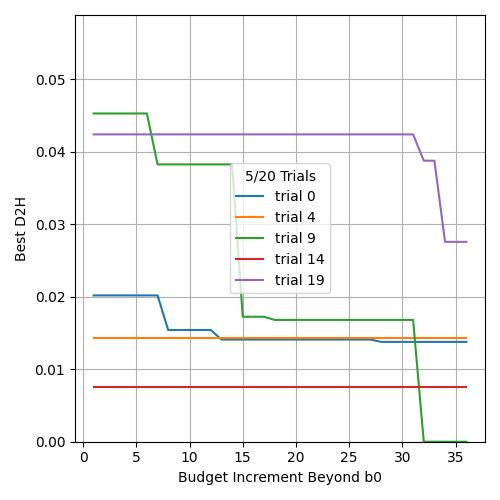 0.05
0.04
0.03
0.02
0.01
0.00
Best D2H
5/20 Trials
trial 0
trial 4
trial 9
trial 14
trial 19
0 5 10 15 20 25 30 35
Budget Increment Beyond b0